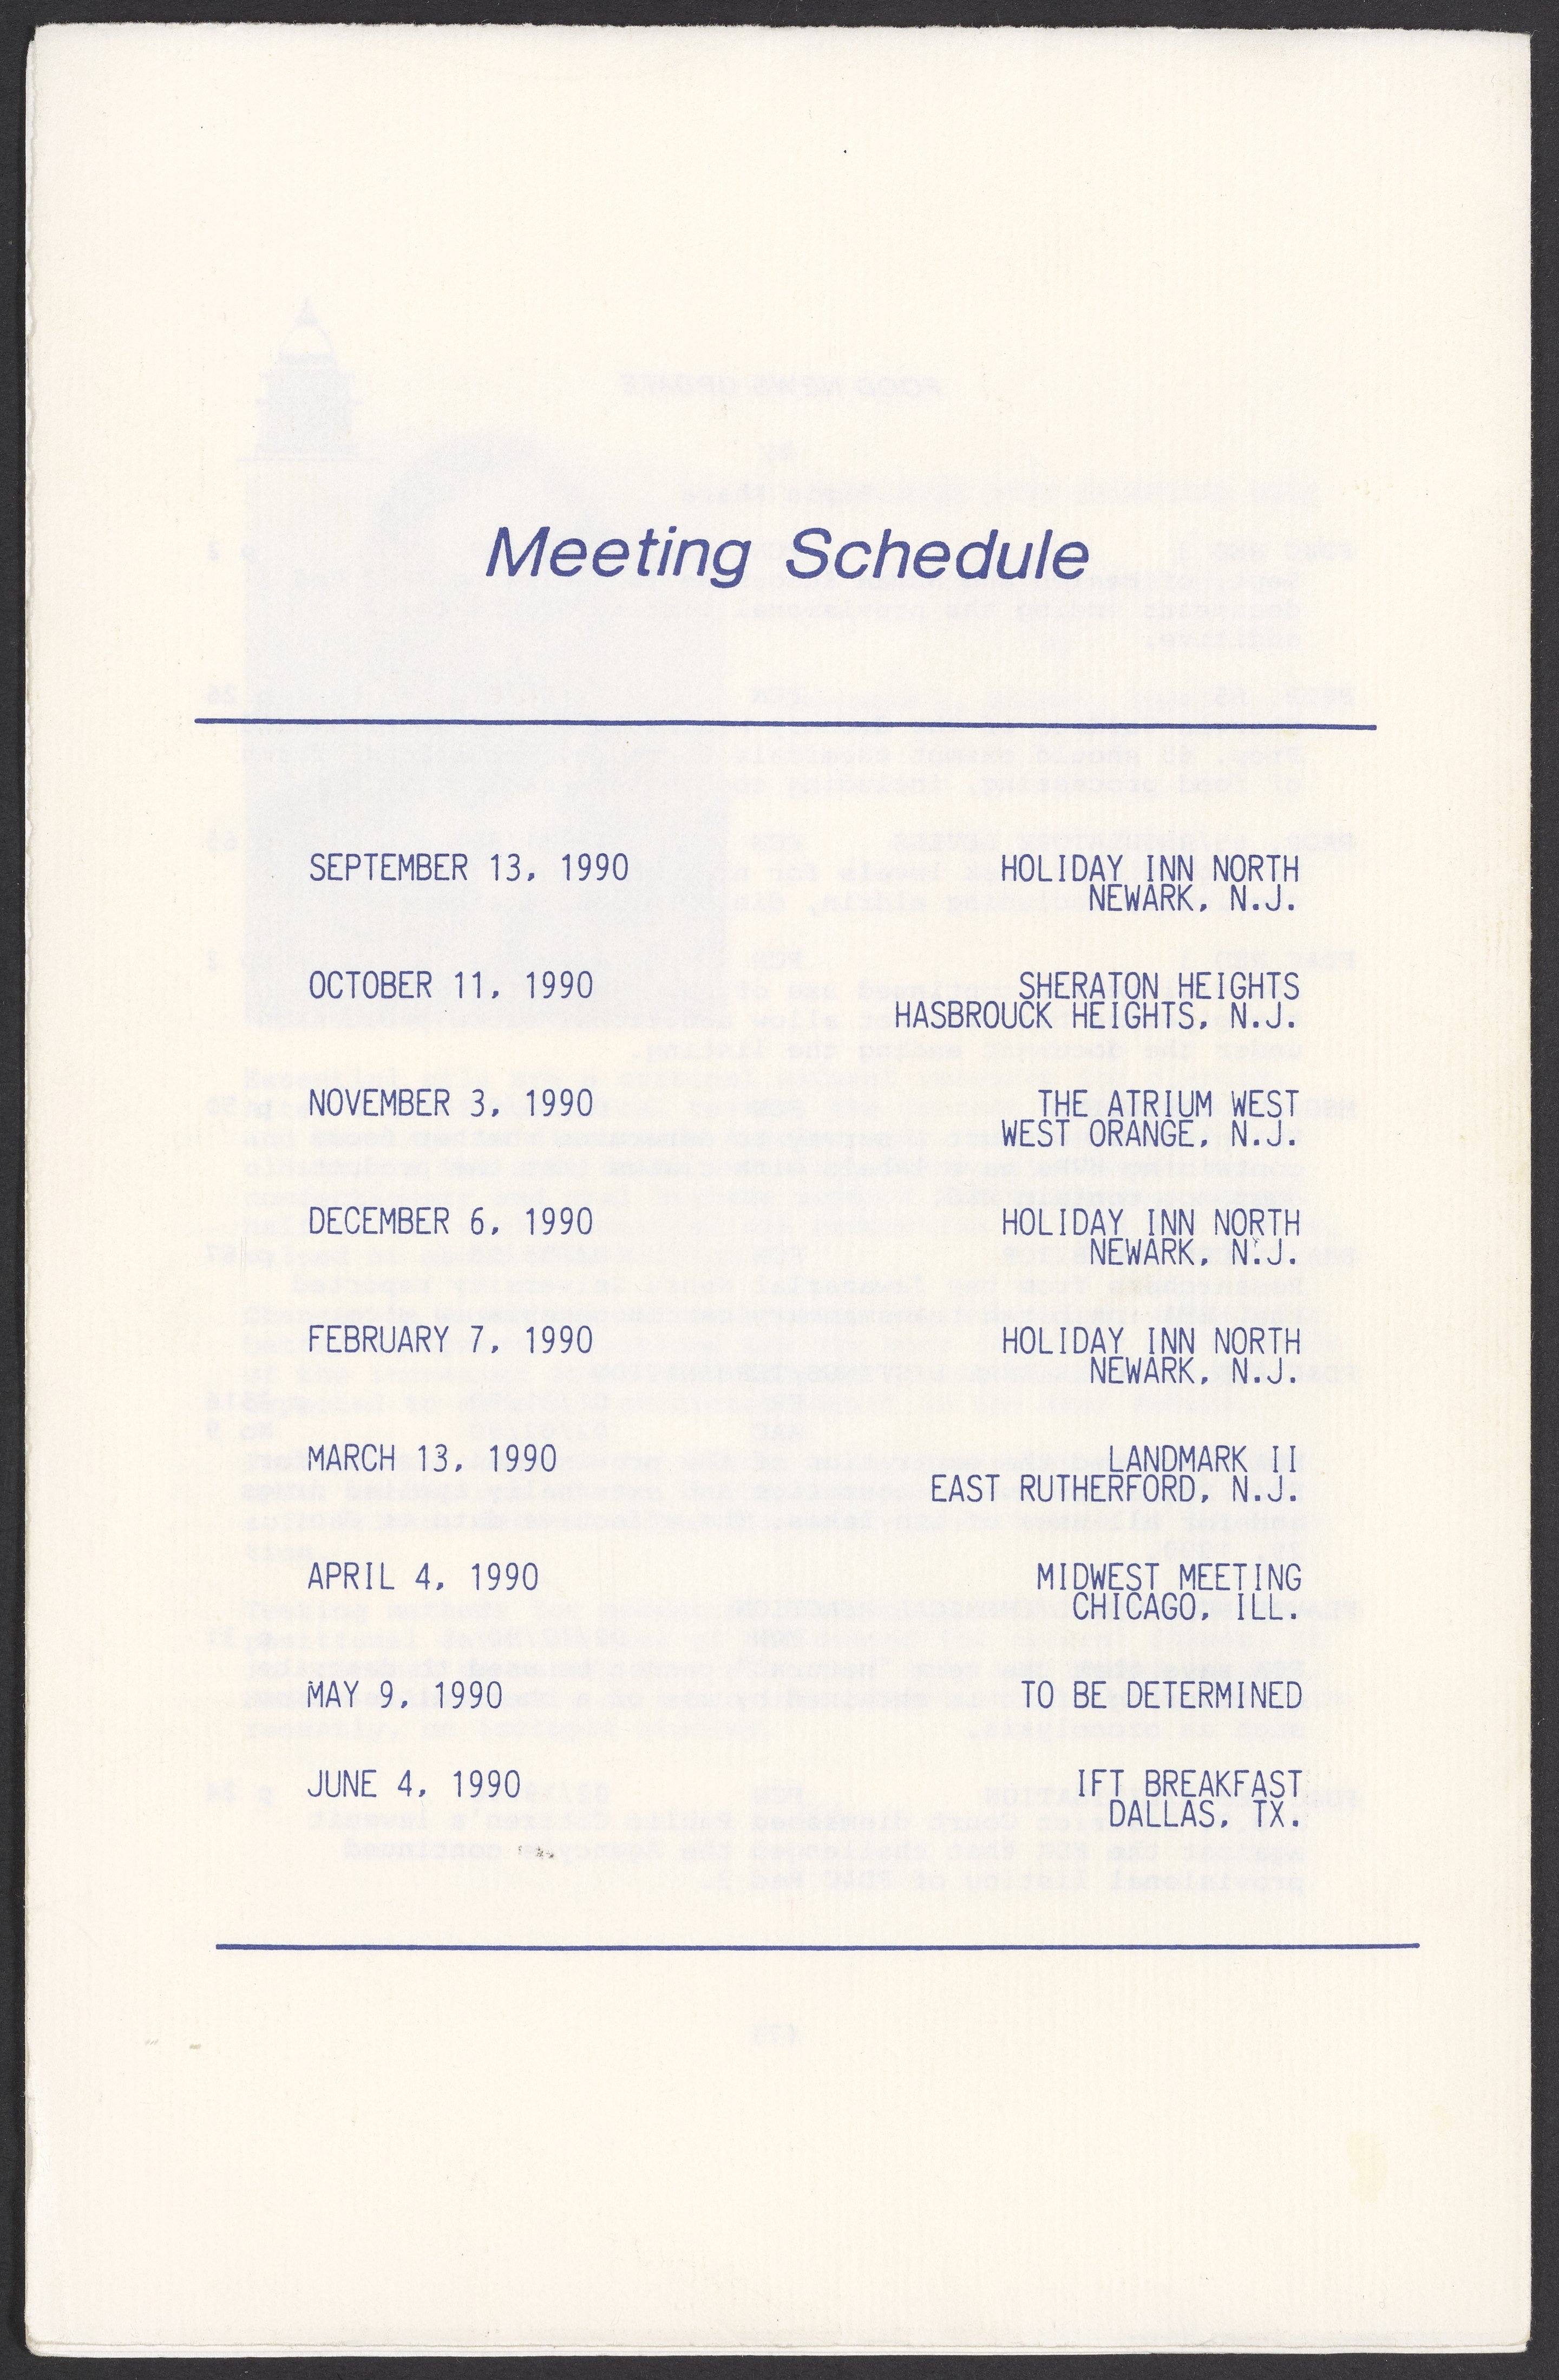 Meeting Schedule
SEPTEMBER 13, 1990 HOLIDAY INN NORTH
NEWARK, N.J.
OCTOBER 11, 1990 SHERATON HEIGHTS
HASBROUCK HEIGHTS, N.J.
NOVEMBER 3, 1990 THE ATRIUM WEST
WEST ORANGE, N.J.
DECEMBER 6, 1990 HOLIDAY INN NORTH
NEWARK, N.J.
FEBRUARY 7, 1990 HOLIDAY INN NORTH
NEWARK, N.J.
MARCH 13, 1990 LANDMARK II
EAST RUTHERFORD, N.J.
APRIL 4, 1990 MIDWEST MEETING
CHICAGO, ILL.
MAY 9, 1990 TO BE DETERMINED
JUNE 4, 1990 IFT BREAKFAST
DALLAS, TX.